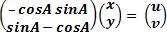 (-cosA sinA
sinA-cosA)(x
y) = (u
v)